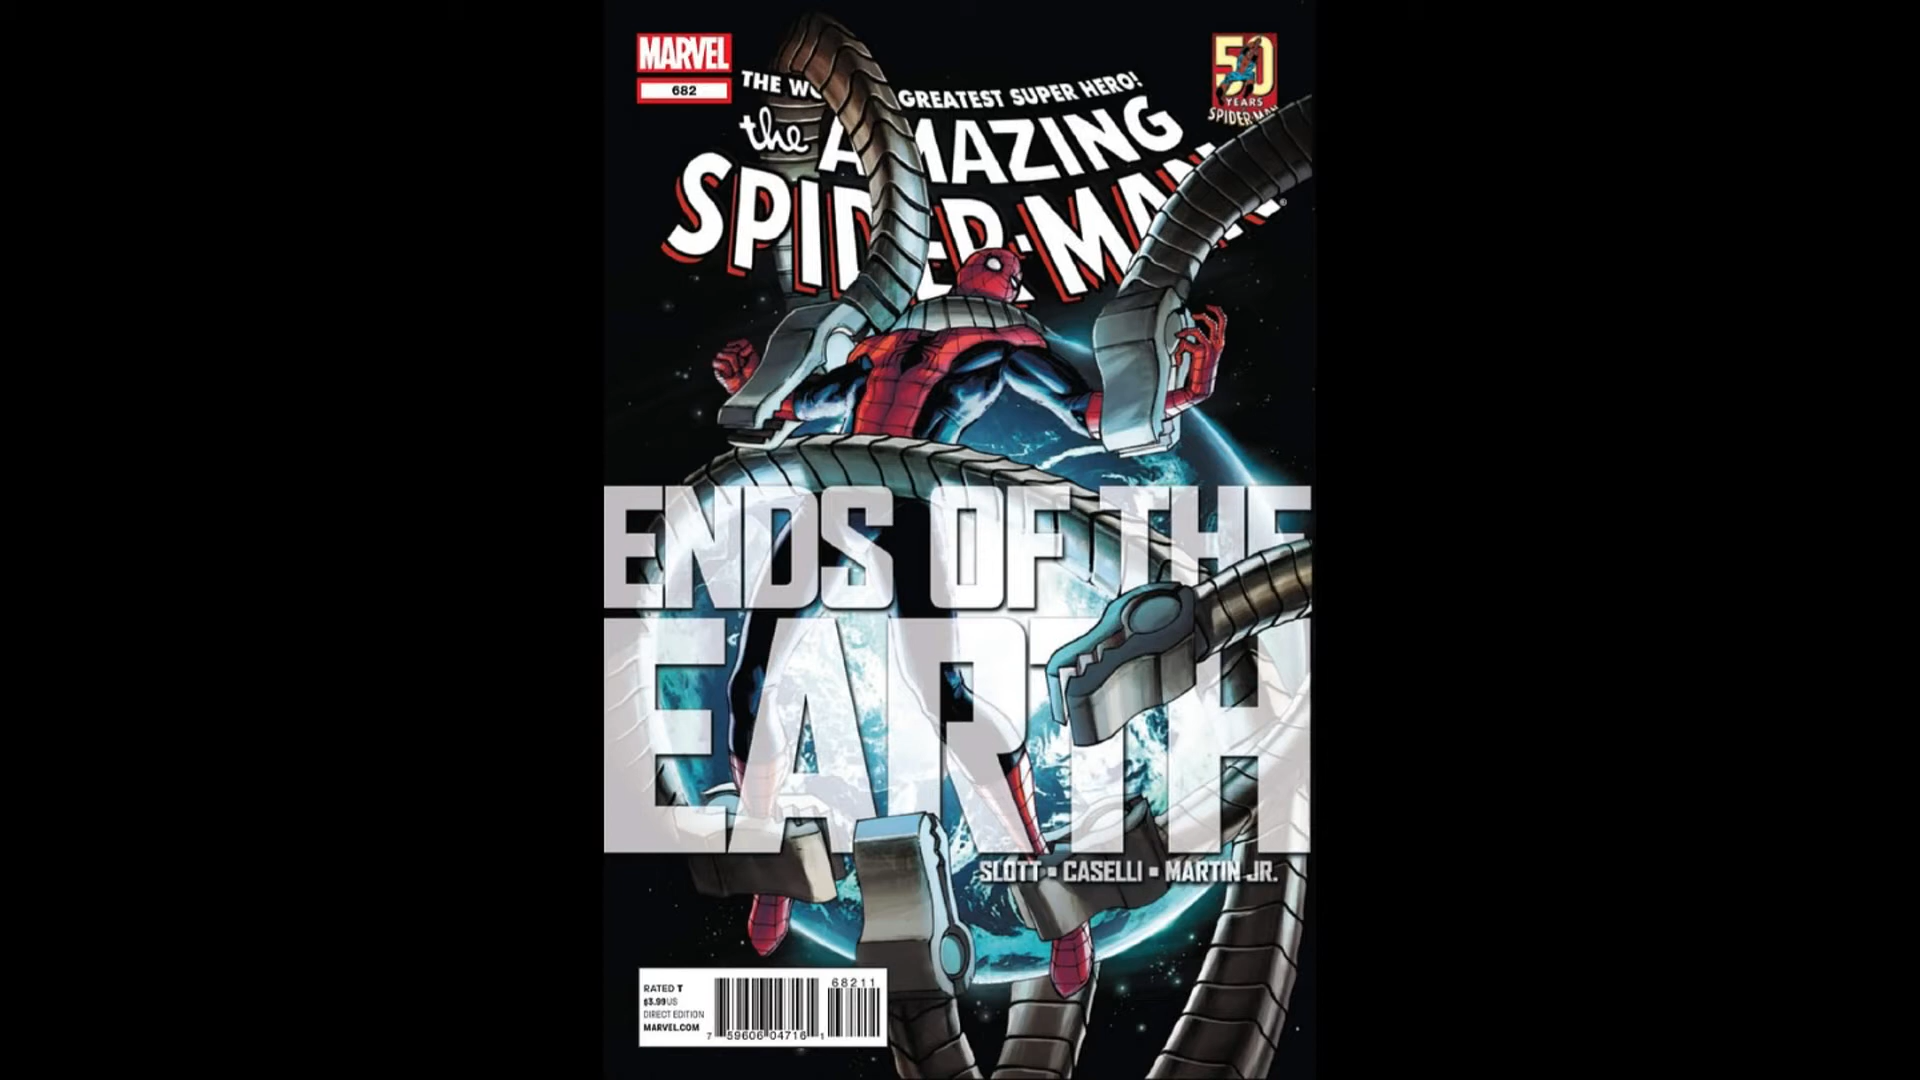 MARVEL
682
50
YEARS
SPIDER-MAN
THE WO GREATEST SUPER HERO!
the AMAZING
SPIDER-MAN
ENDS OF THE
EARTH
SLOTT • CASELLI • MARTIN JR.
RATED T
$3.99US
DIRECT EDITION
MARVEL.COM
68211
7 59606 04716 1